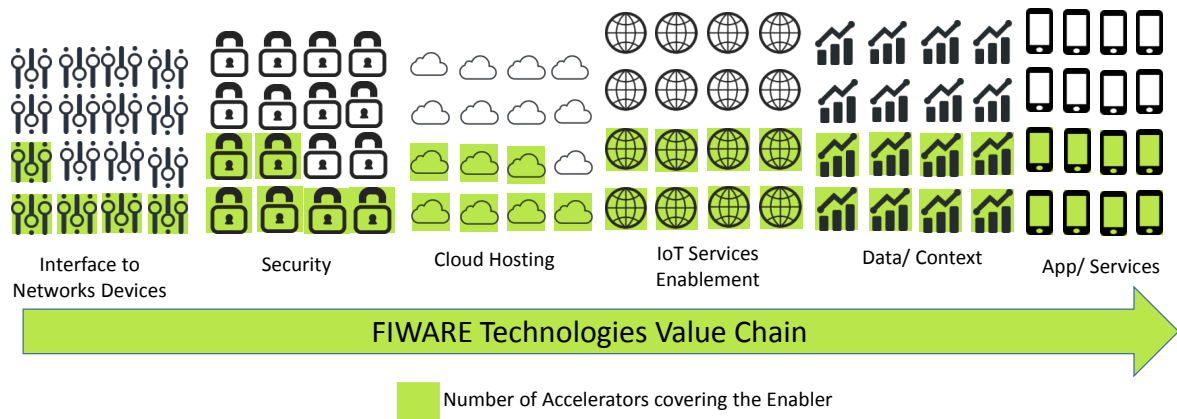 Interface to
Networks Devices
Security
Cloud Hosting
IoT Services
Enablement
Data/ Context
App/ Services
FIWARE Technologies Value Chain
Number of Accelerators covering the Enabler